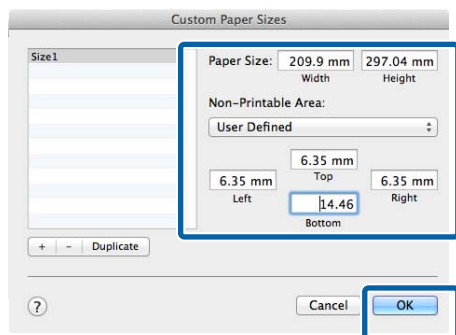 Custom Paper Sizes
Size1
Paper Size: 209.9 mm 297.04 mm
Width Height
Non-Printable Area:
User Defined
6.35 mm
Top
6.35 mm 6.35 mm
Left Right
14.46
Bottom
+ - Duplicate
? Cancel OK